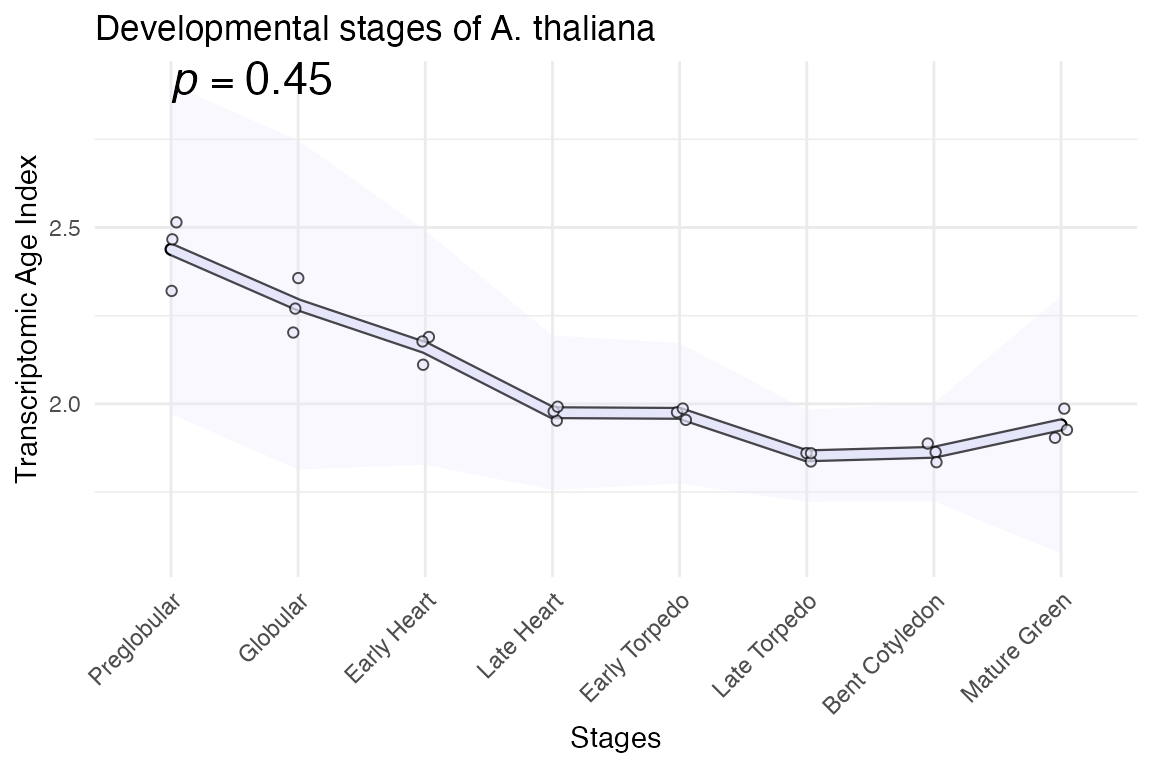 Developmental stages of A. thaliana
p = 0.45
Transcriptomic Age Index
2.5
2.0
Preglobular
Globular
Early Heart
Late Heart
Early Torpedo
Late Torpedo
Bent Cotyledon
Mature Green
Stages